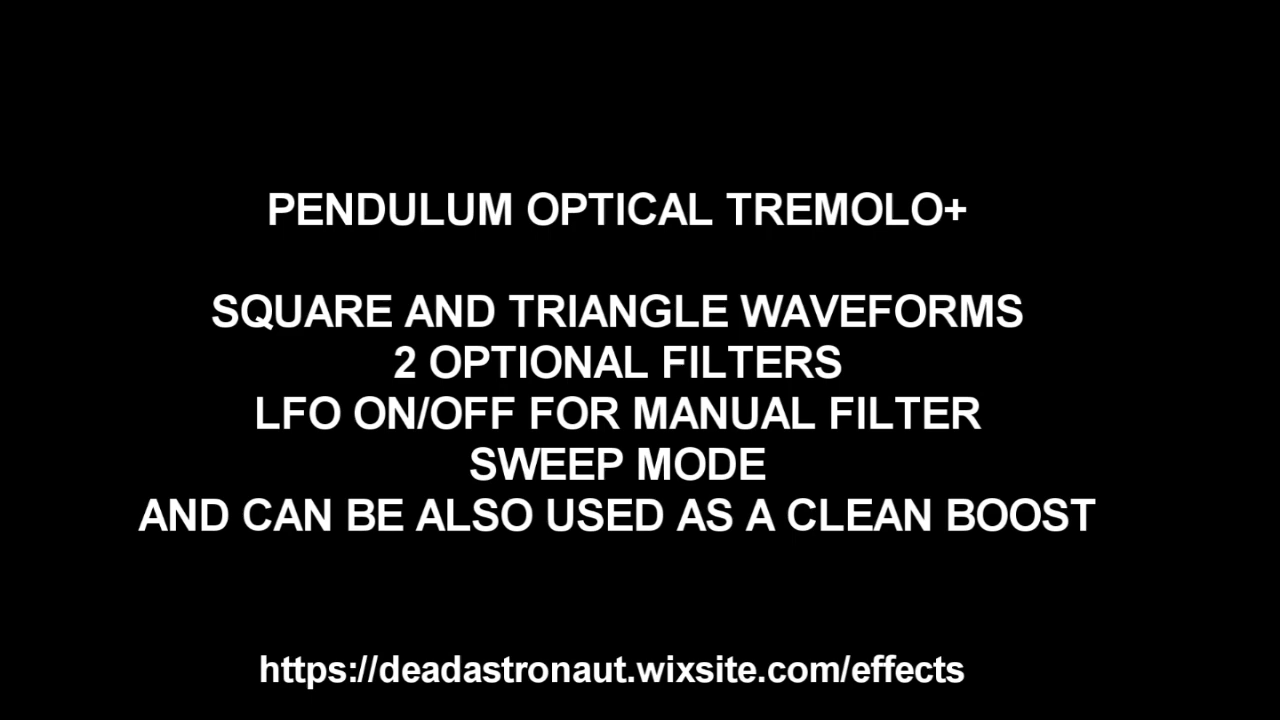 PENDULUM OPTICAL TREMOLO+
SQUARE AND TRIANGLE WAVEFORMS
2 OPTIONAL FILTERS
LFO ON/OFF FOR MANUAL FILTER
SWEEP MODE
AND CAN BE ALSO USED AS A CLEAN BOOST
https://deadastronaut.wixsite.com/effects